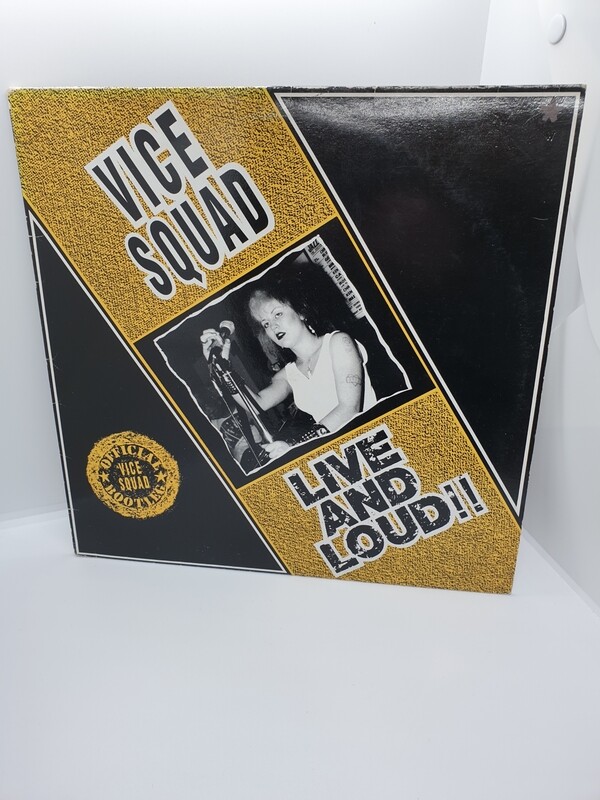 VICE
SQUAD
LIVE
AND
LOUD!!
OFFICIAL
VICE
SQUAD
BOOTLEG